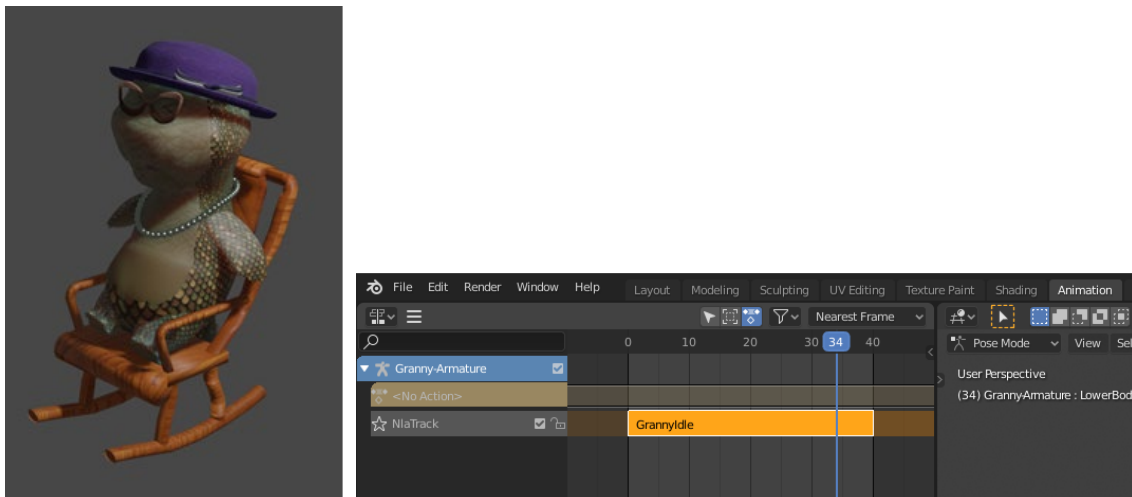 File Edit Render Window Help Layout Modeling Sculpting UV Editing Texture Paint Shading Animation
Nearest Frame
0 10 20 30 34 40
Pose Mode View Sel
Granny-Armature
<No Action>
NlaTrack
GrannyIdle
User Perspective
(34) GrannyArmature : LowerBod